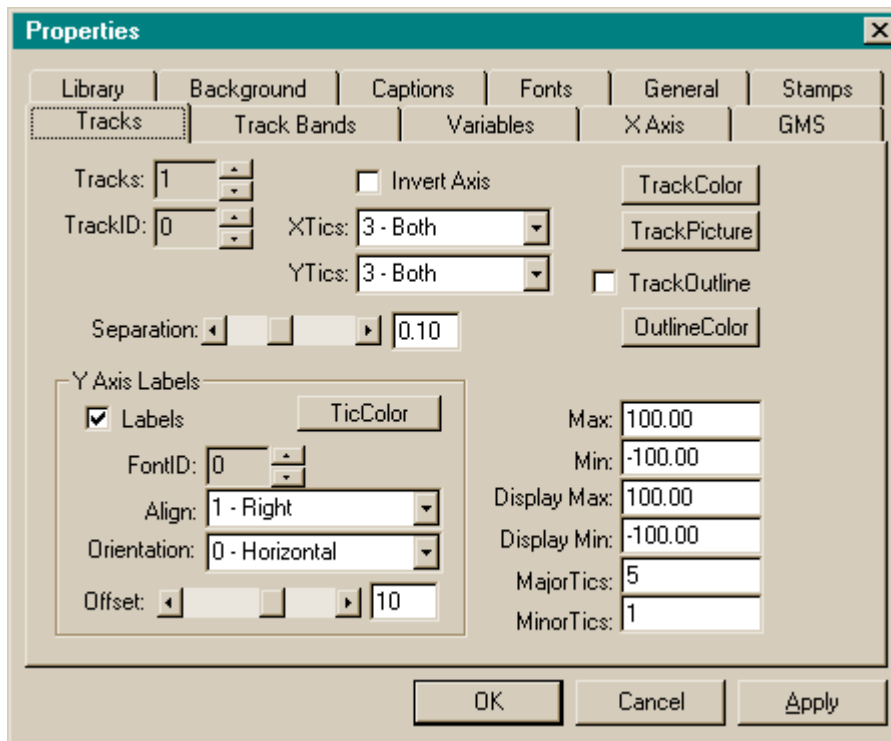 Properties
Library Background Captions Fonts General Stamps
Tracks Track Bands Variables X Axis GMS
Tracks: 1
Invert Axis
TrackColor
TrackID: 0
XTics: 3 - Both
TrackPicture
YTics: 3 - Both
TrackOutline
Separation: 0.10
OutlineColor
Y Axis Labels
Labels
TicColor
FontID: 0
Align: 1 - Right
Orientation: 0 - Horizontal
Offset: 10
Max: 100.00
Min: -100.00
Display Max: 100.00
Display Min: -100.00
MajorTics: 5
MinorTics: 1
OK Cancel Apply